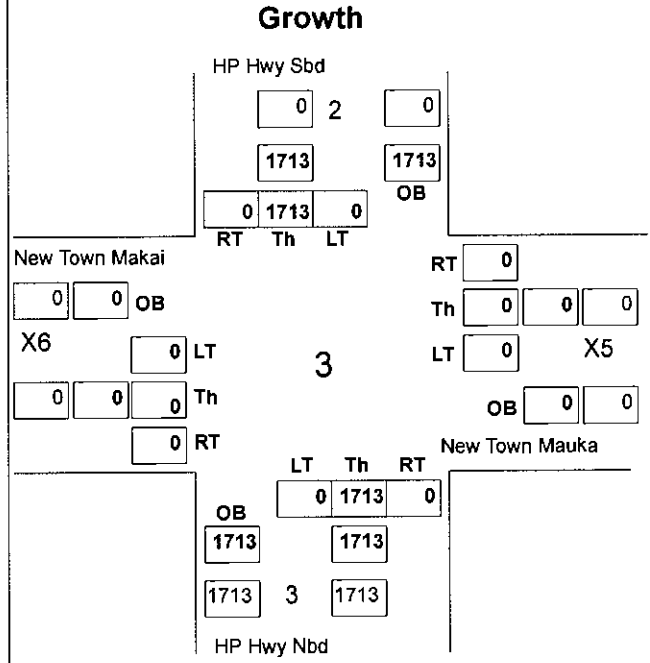 Growth
HP Hwy Sbd
0 2 0
1713 1713
OB
0 1713 0
RT Th LT
New Town Makai
RT 0
0 0 OB
Th 0 0 0
X6
0 LT
3
LT 0 X5
0 0 0 Th
OB 0 0
0 RT
New Town Mauka
LT Th RT
0 1713 0
OB
1713 1713
1713 3 1713
HP Hwy Nbd